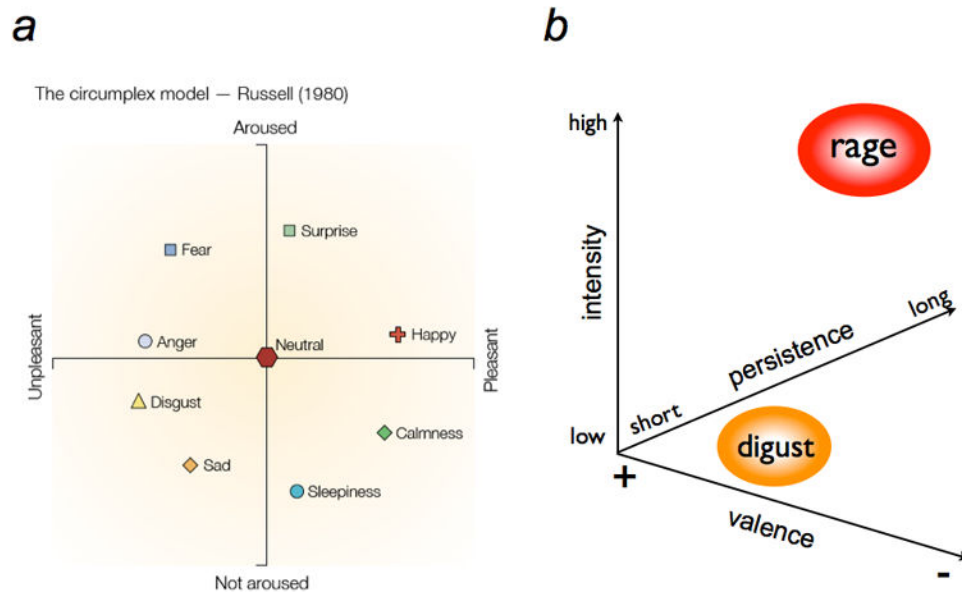 a
The circumplex model — Russell (1980)
Aroused
Surprise
Fear
Happy
Anger
Neutral
Unpleasant
Pleasant
Disgust
Calmness
Sad
Sleepiness
Not aroused
b
high
rage
intensity
long
persistence
short
low
digust
+
valence
-